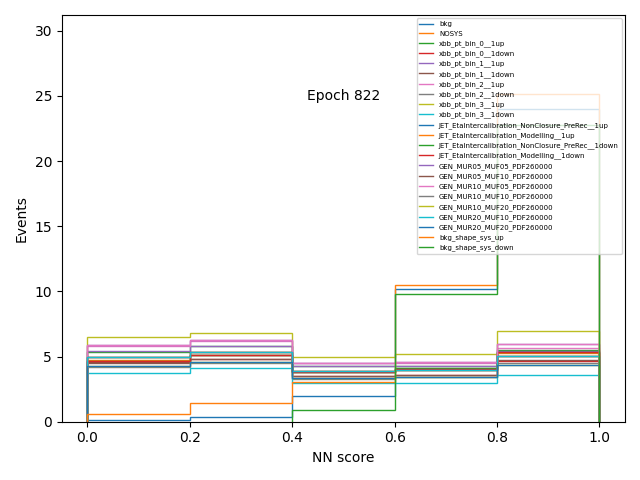 30
25
20
15
10
5
0
Events
0.0
0.2
0.4
0.6
0.8
1.0
NN score
Epoch 822
bkg
NOSYS
xbb_pt_bin_0__1up
xbb_pt_bin_0__1down
xbb_pt_bin_1__1up
xbb_pt_bin_1__1down
xbb_pt_bin_2__1up
xbb_pt_bin_2__1down
xbb_pt_bin_3__1up
xbb_pt_bin_3__1down
JET_EtaIntercalibration_NonClosure_PreRec__1up
JET_EtaIntercalibration_Modelling__1up
JET_EtaIntercalibration_NonClosure_PreRec__1down
JET_EtaIntercalibration_Modelling__1down
GEN_MUR05_MUF05_PDF260000
GEN_MUR05_MUF10_PDF260000
GEN_MUR10_MUF05_PDF260000
GEN_MUR10_MUF10_PDF260000
GEN_MUR10_MUF20_PDF260000
GEN_MUR20_MUF10_PDF260000
GEN_MUR20_MUF20_PDF260000
bkg_shape_sys_up
bkg_shape_sys_down